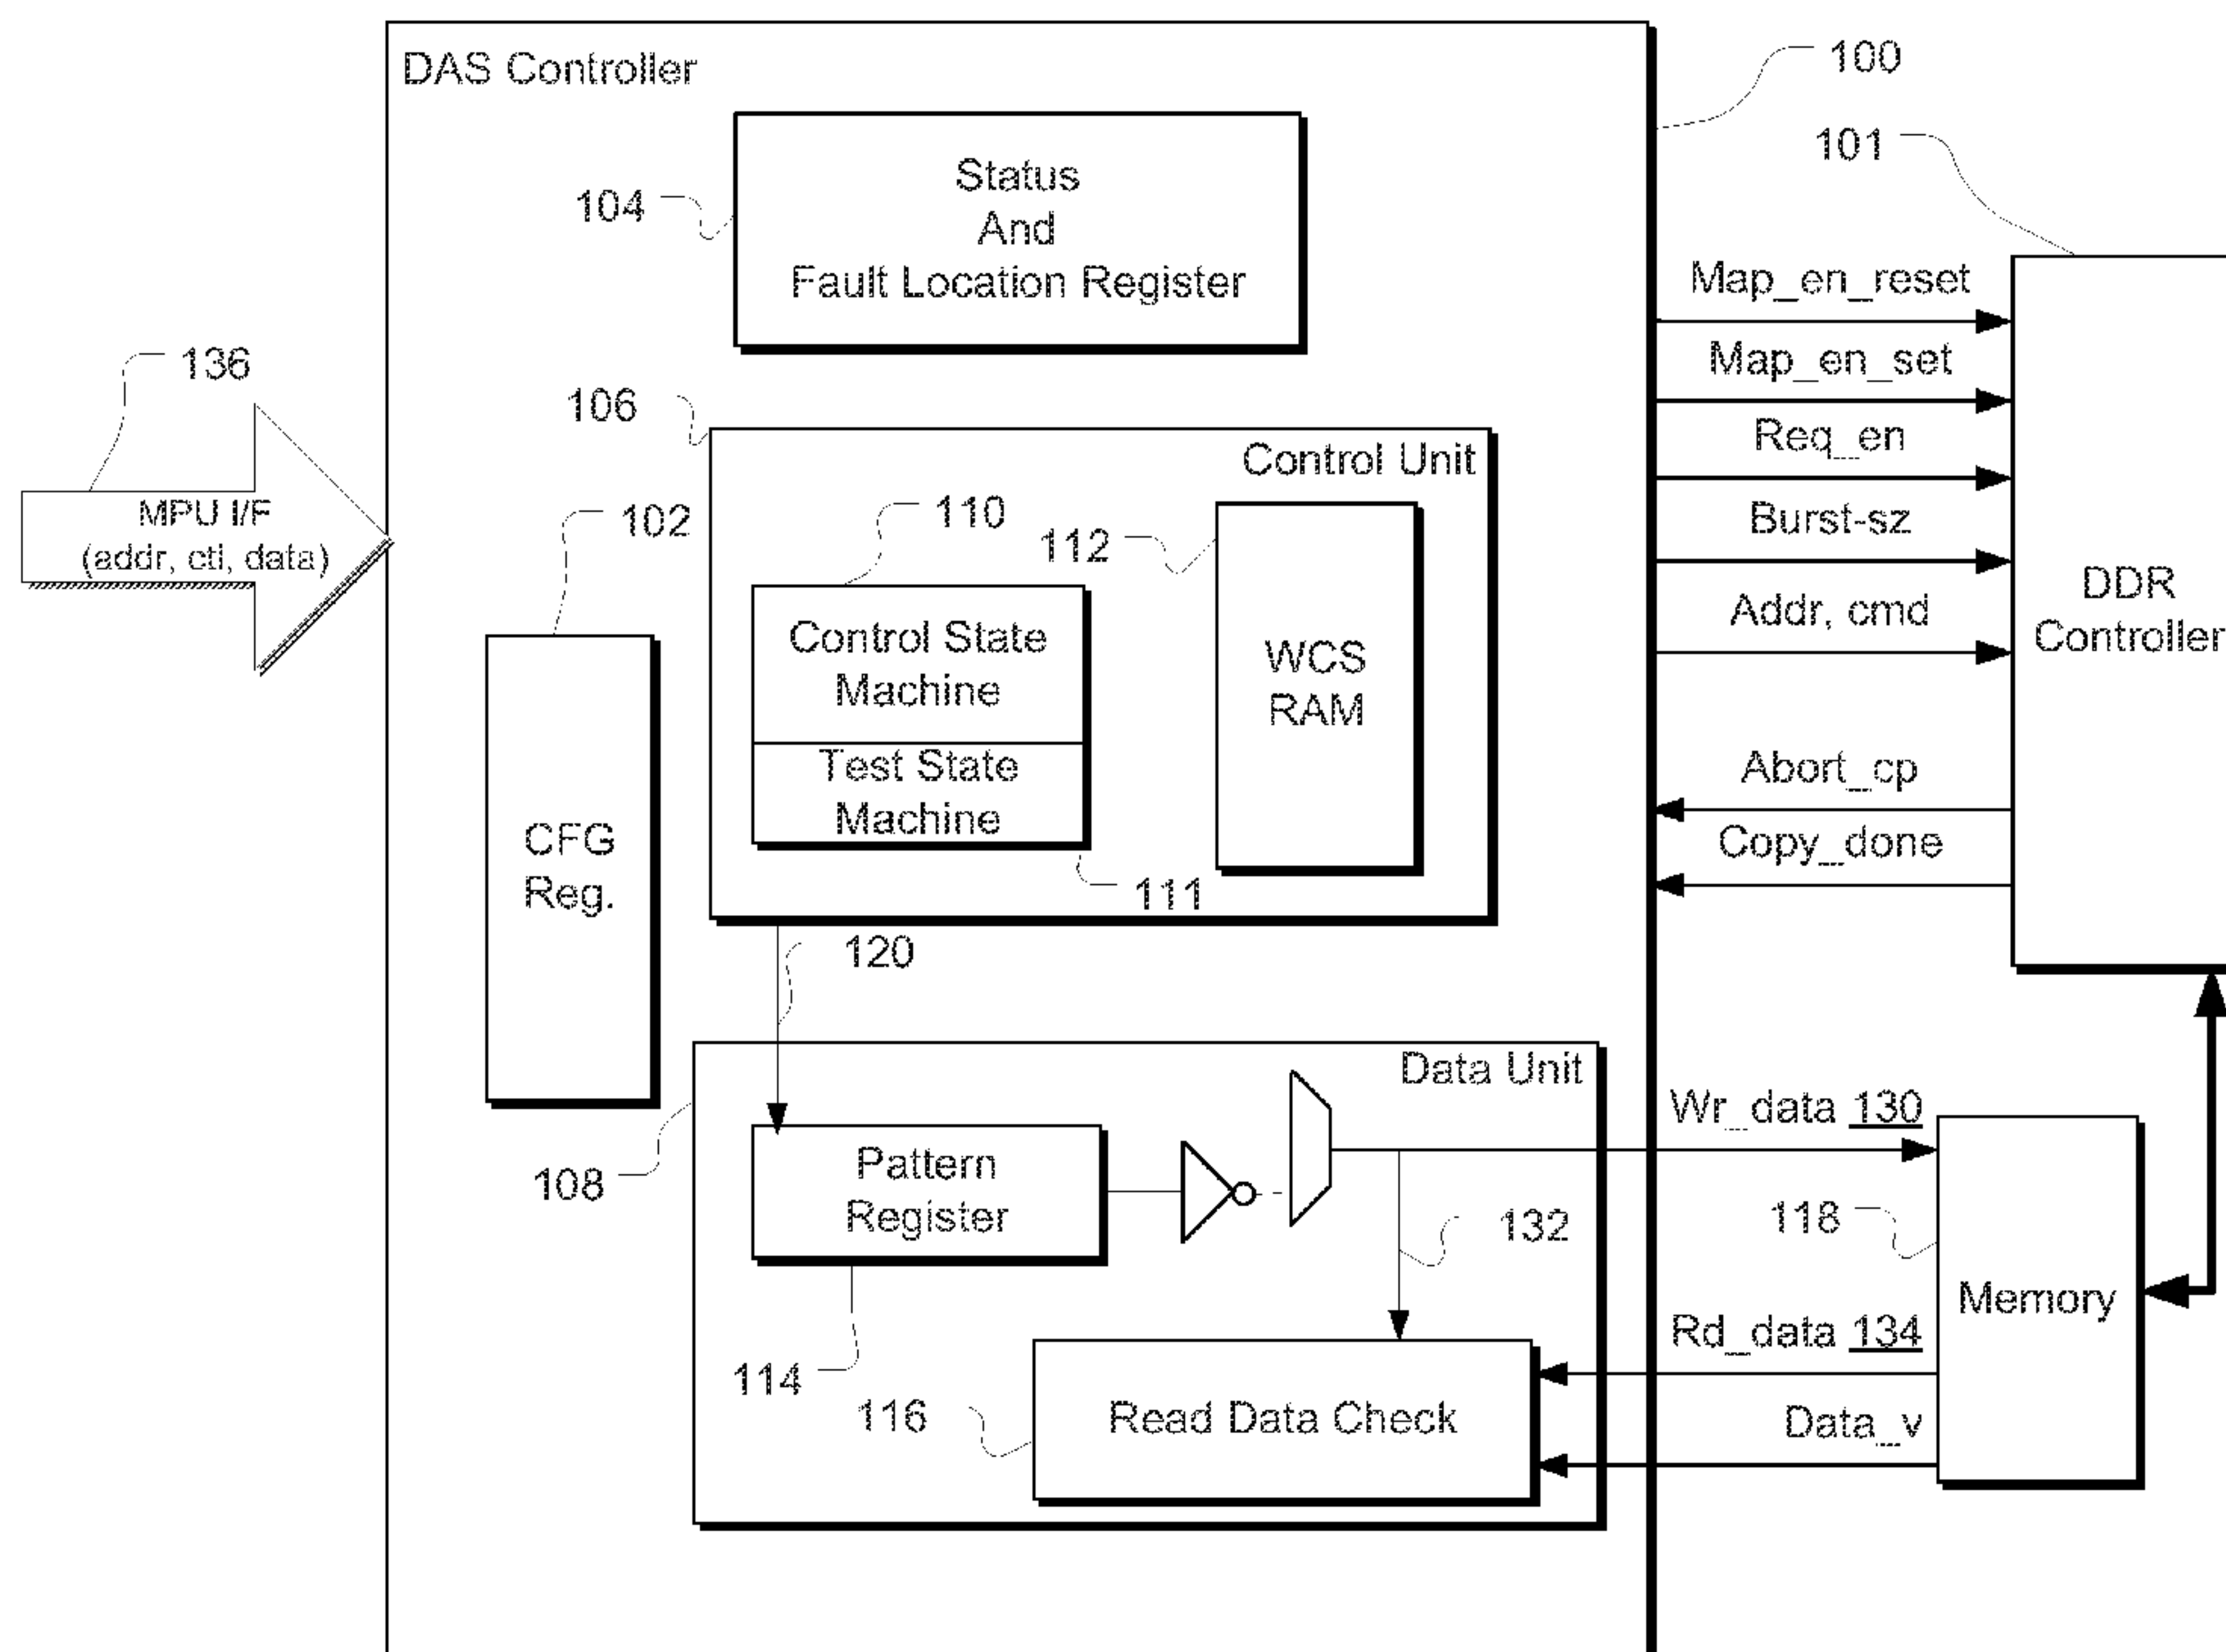 DAS Controller
100
101
Status
And
Fault Location Register
104
Map_en_reset
Map_en_set
Req_en
Burst-sz
Addr, cmd
Abort_cp
Copy_done
DDR
Controller
136
MPU I/F
(addr, ctl, data)
106
Control Unit
102
110
112
Control State
Machine
Test State
Machine
WCS
RAM
111
CFG
Reg.
120
Data Unit
108
Pattern
Register
132
114
116
Read Data Check
Wr_data 130
118
Memory
Rd_data 134
Data_v